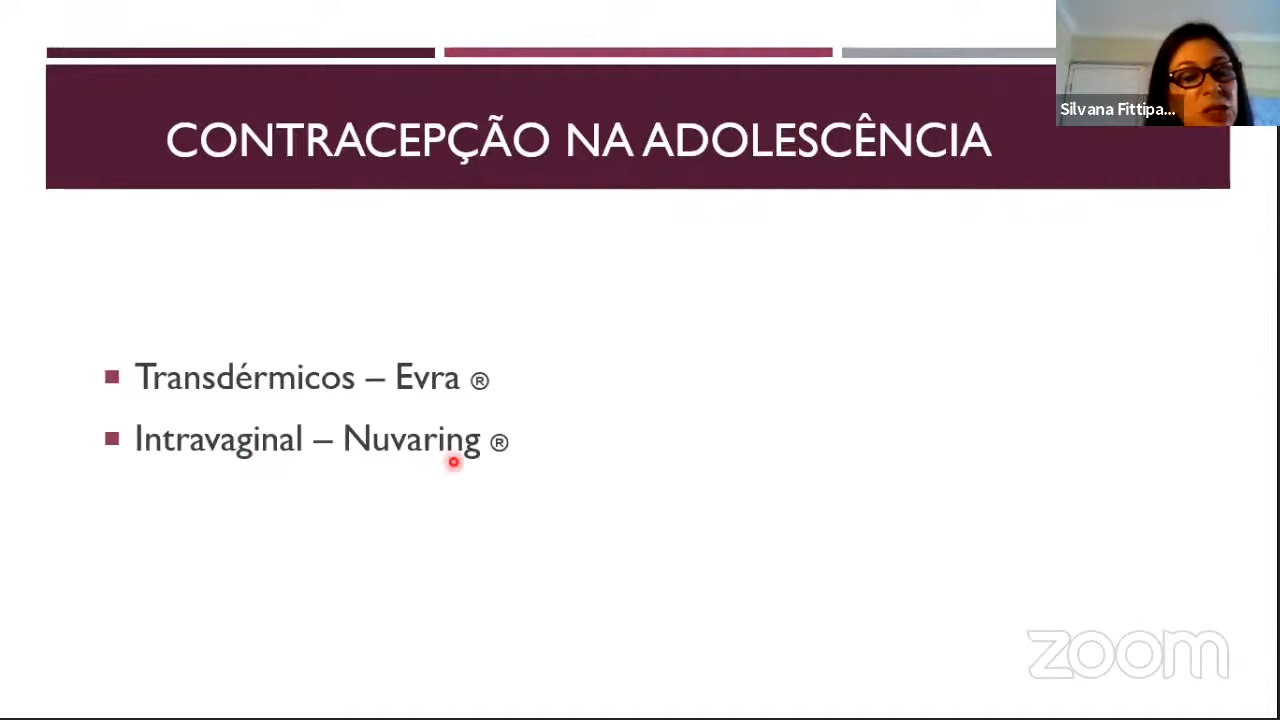 Silvana Fittipa...
CONTRACEPÇÃO NA ADOLESCÊNCIA
Transdérmicos – Evra ®
Intravaginal – Nuvaring ®
zoom